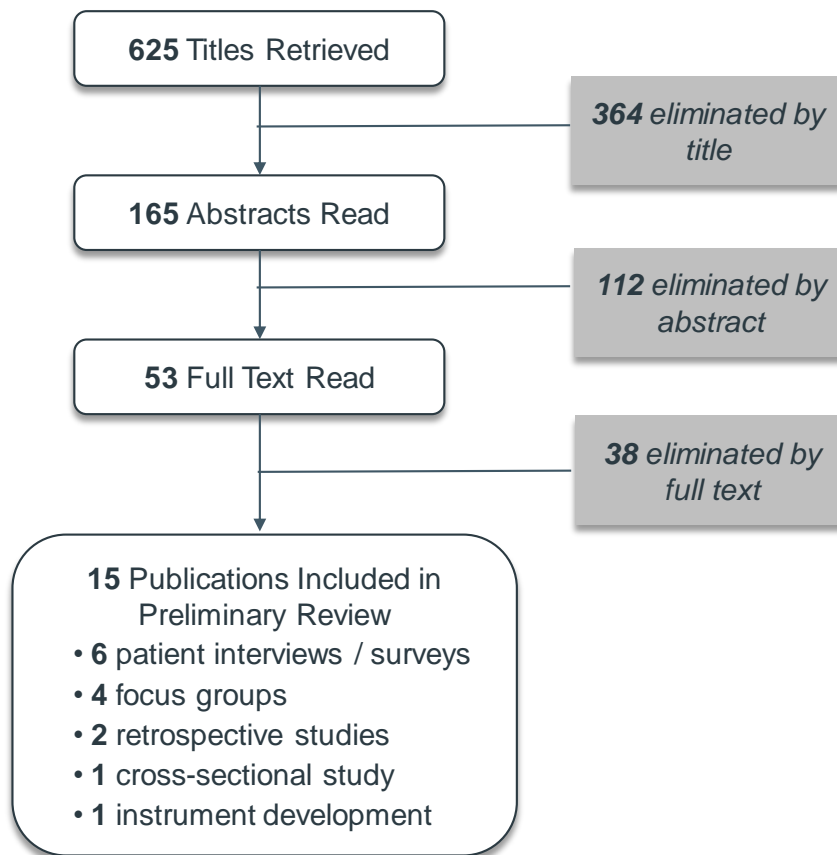 625 Titles Retrieved
364 eliminated by
title
165 Abstracts Read
112 eliminated by
abstract
53 Full Text Read
38 eliminated by
full text
15 Publications Included in
Preliminary Review
• 6 patient interviews / surveys
• 4 focus groups
• 2 retrospective studies
• 1 cross-sectional study
• 1 instrument development